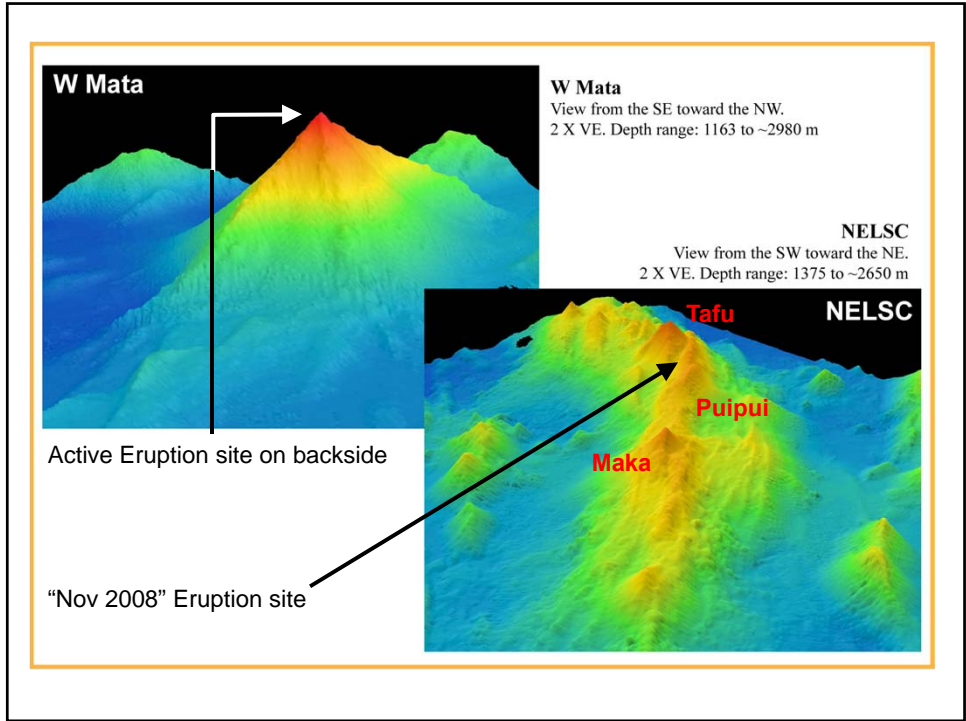 W Mata
W Mata
View from the SE toward the NW.
2 X VE. Depth range: 1163 to ~2980 m
NELSC
View from the SW toward the NE.
2 X VE. Depth range: 1375 to ~2650 m
Tafu
NELSC
Puipui
Maka
Active Eruption site on backside
“Nov 2008” Eruption site